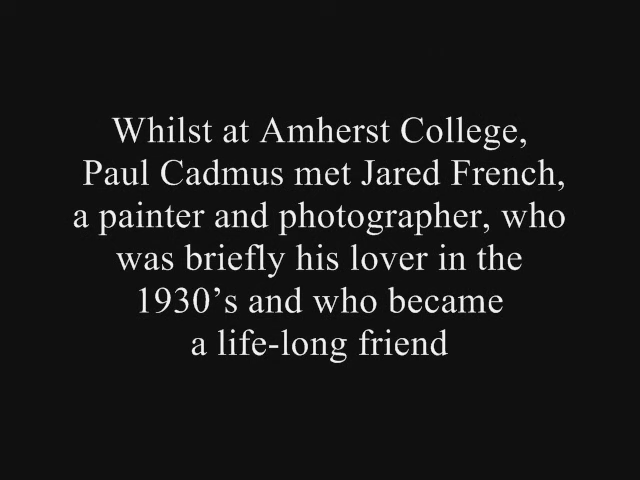 Whilst at Amherst College,
Paul Cadmus met Jared French,
a painter and photographer, who
was briefly his lover in the
1930’s and who became
a life-long friend